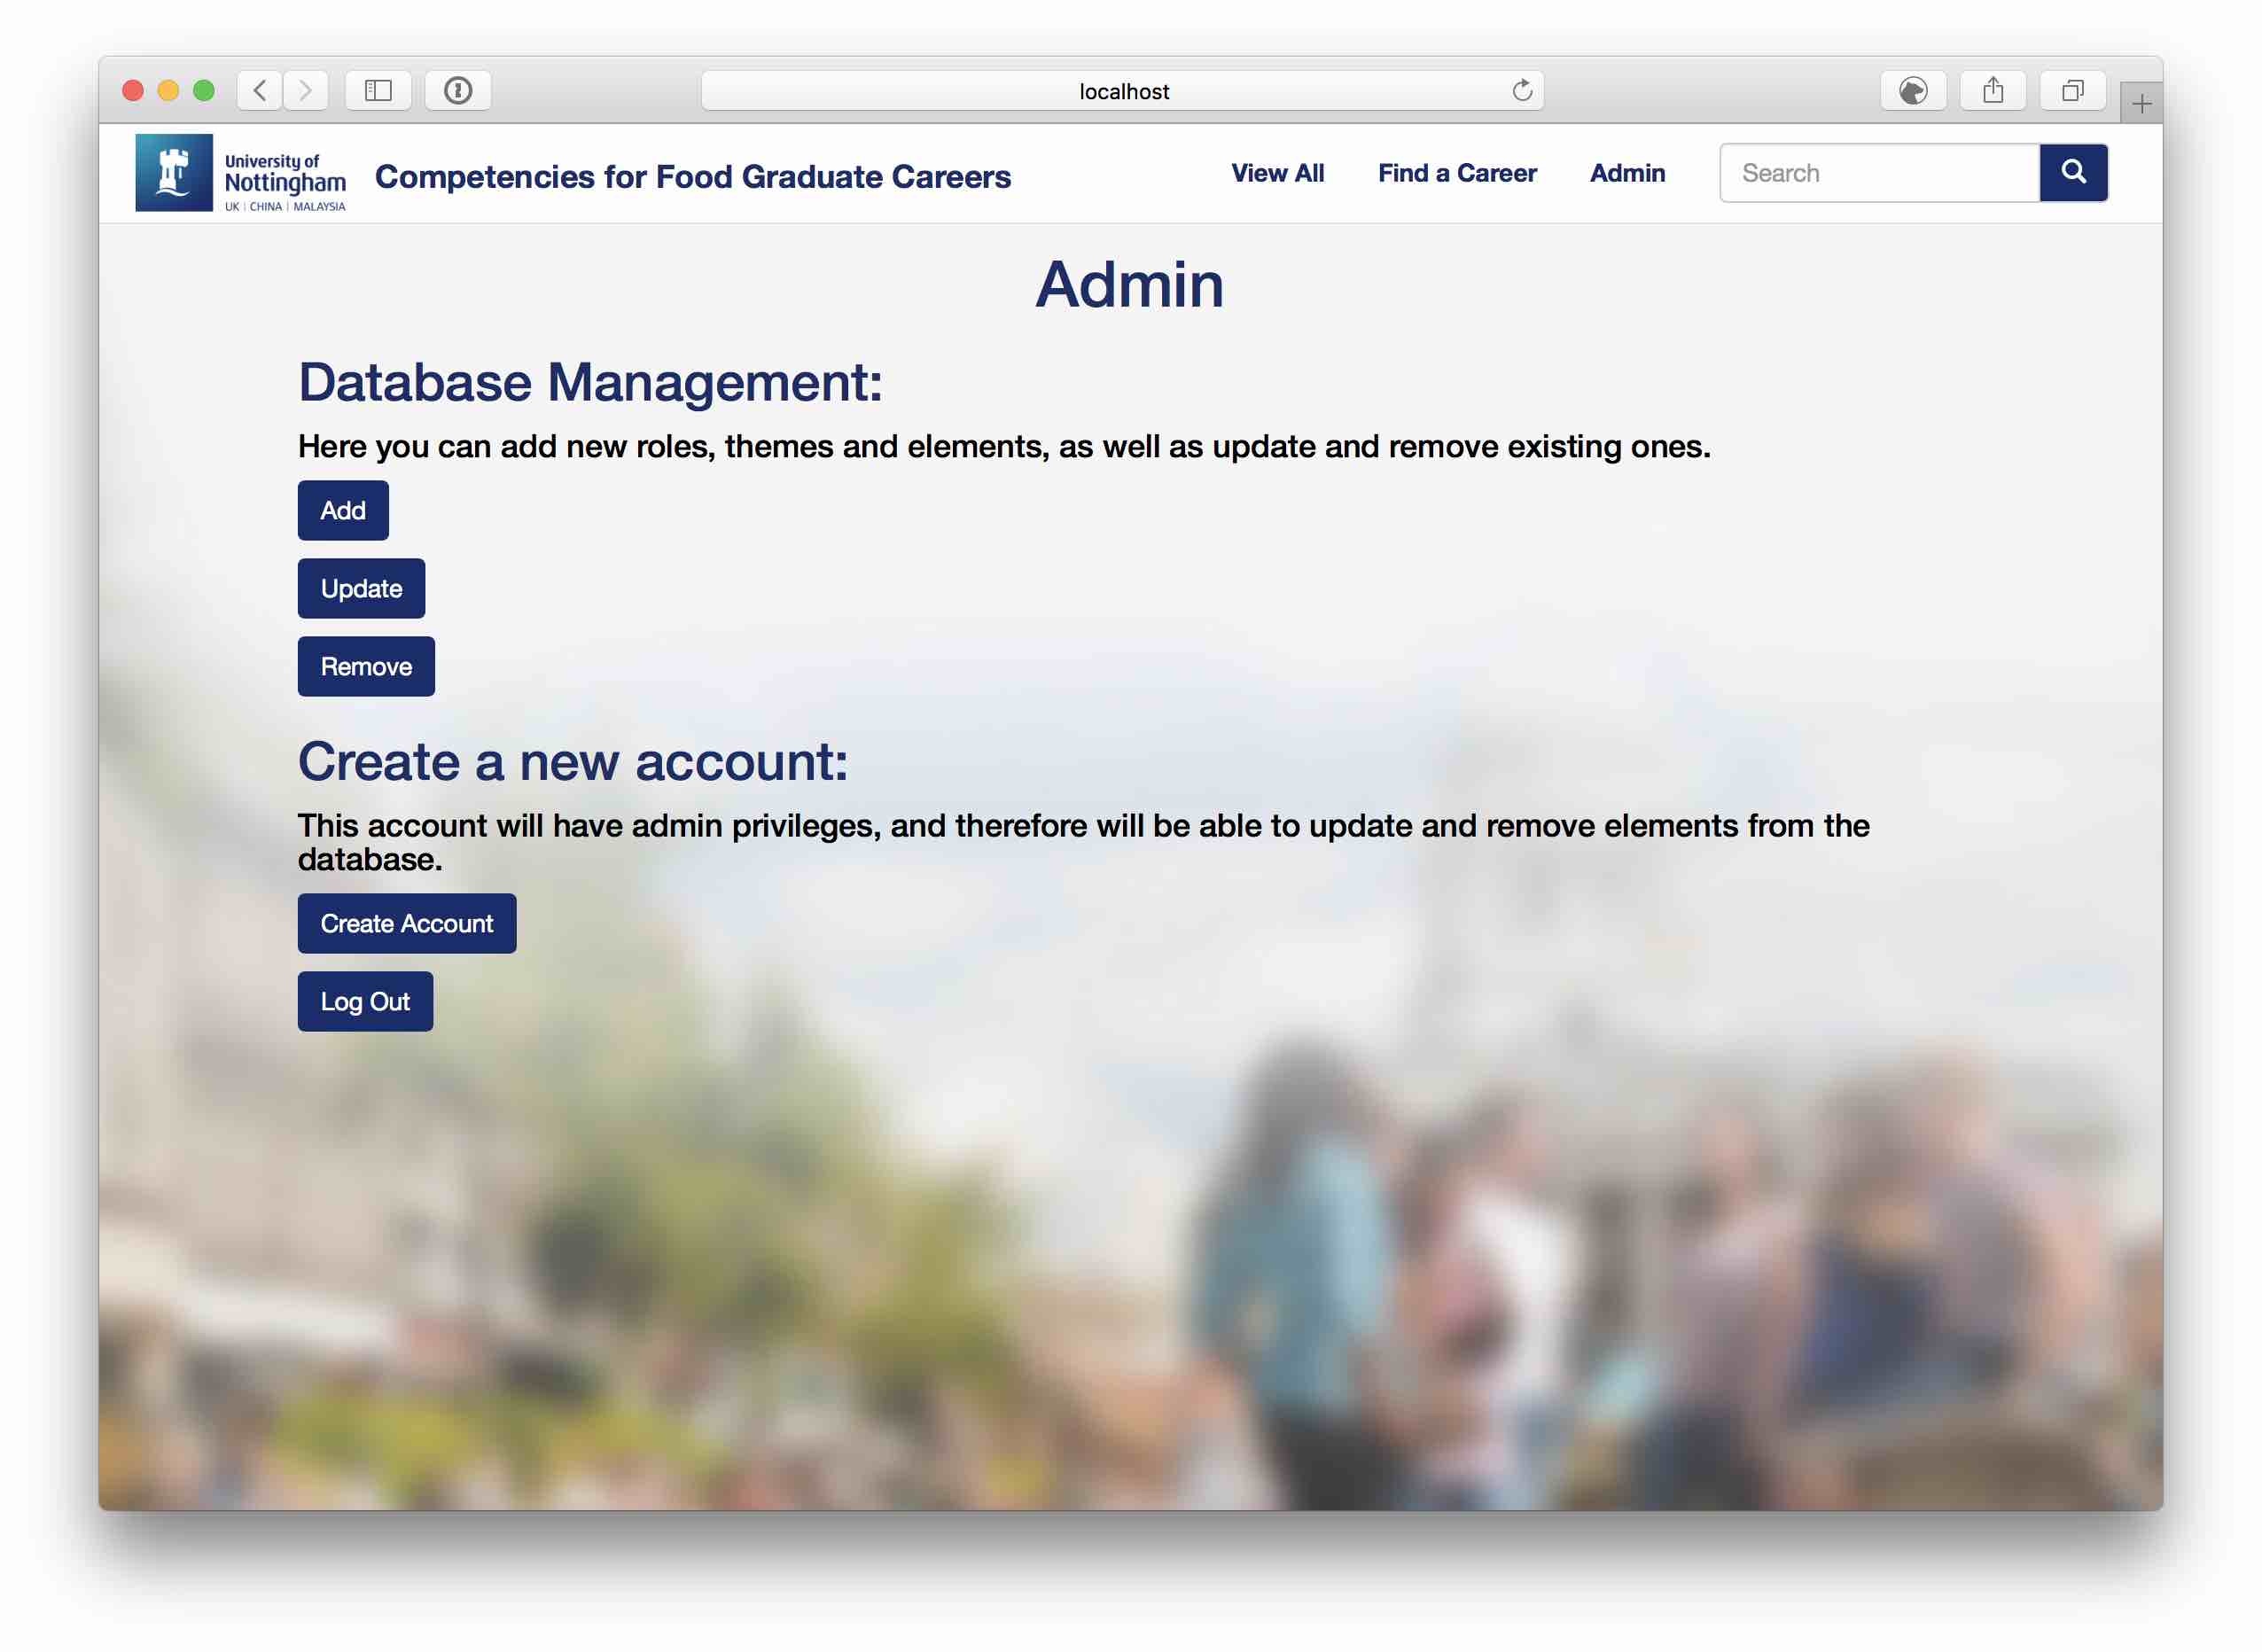 localhost
University of
Nottingham
UK | CHINA | MALAYSIA
Competencies for Food Graduate Careers
View All
Find a Career
Admin
Search
Admin
Database Management:
Here you can add new roles, themes and elements, as well as update and remove existing ones.
Add
Update
Remove
Create a new account:
This account will have admin privileges, and therefore will be able to update and remove elements from the
database.
Create Account
Log Out